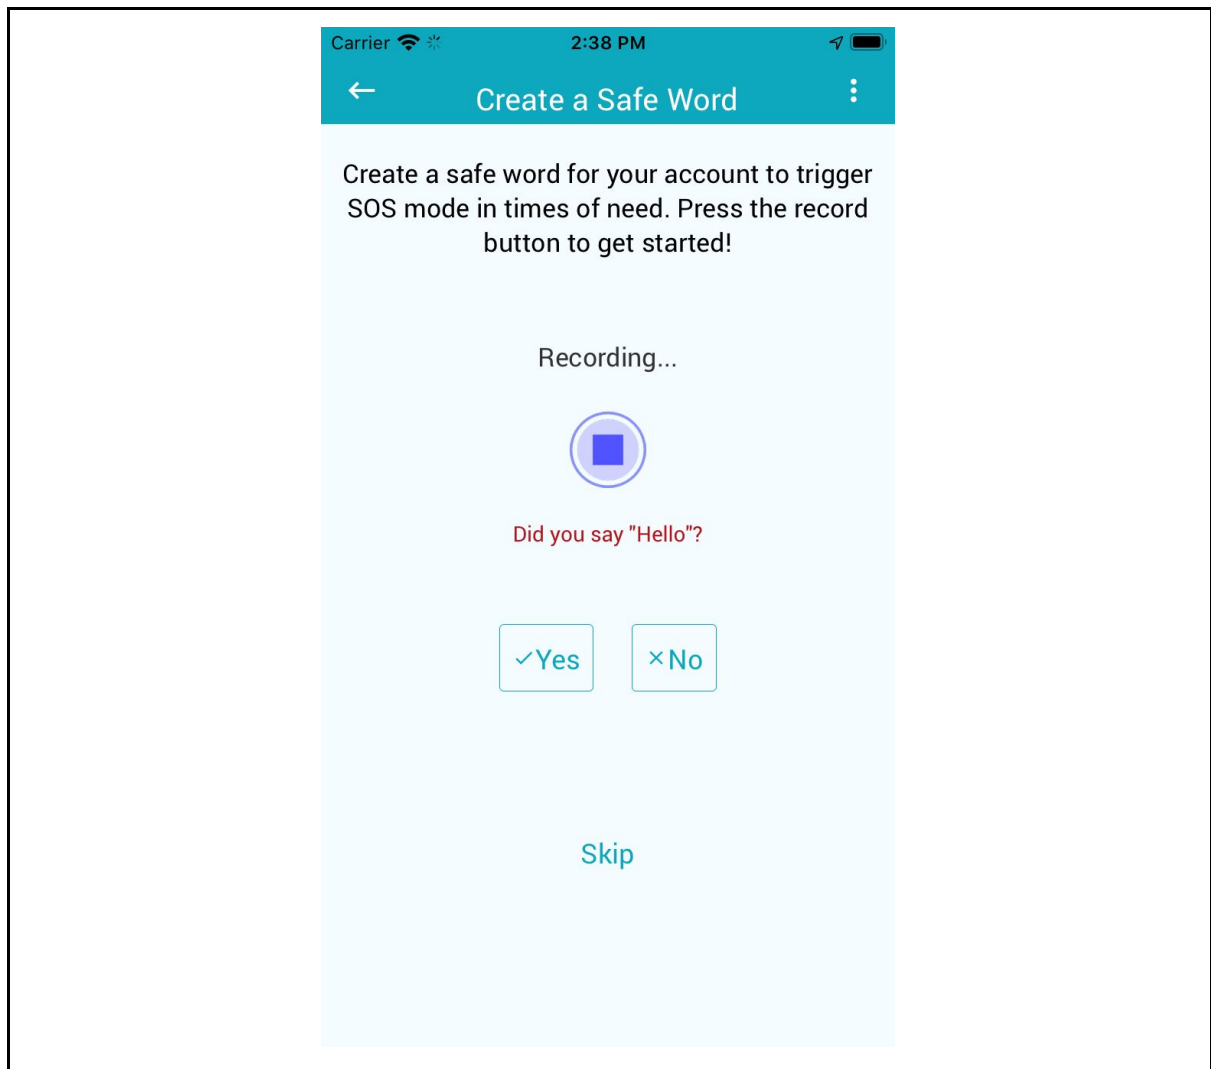 Carrier 2:38 PM
Create a Safe Word
Create a safe word for your account to trigger
SOS mode in times of need. Press the record
button to get started!
Recording...
Did you say "Hello"?
Yes No
Skip